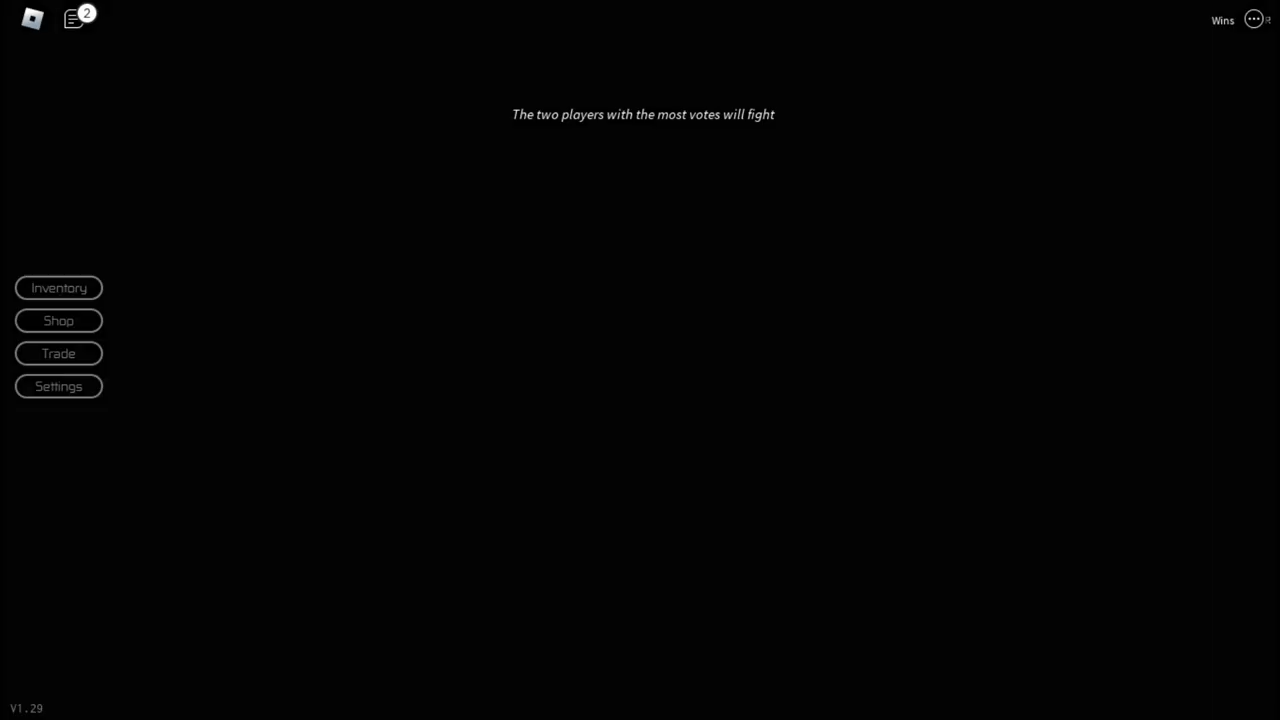 2
Wins
The two players with the most votes will fight
Inventory
Shop
Trade
Settings
V1.29